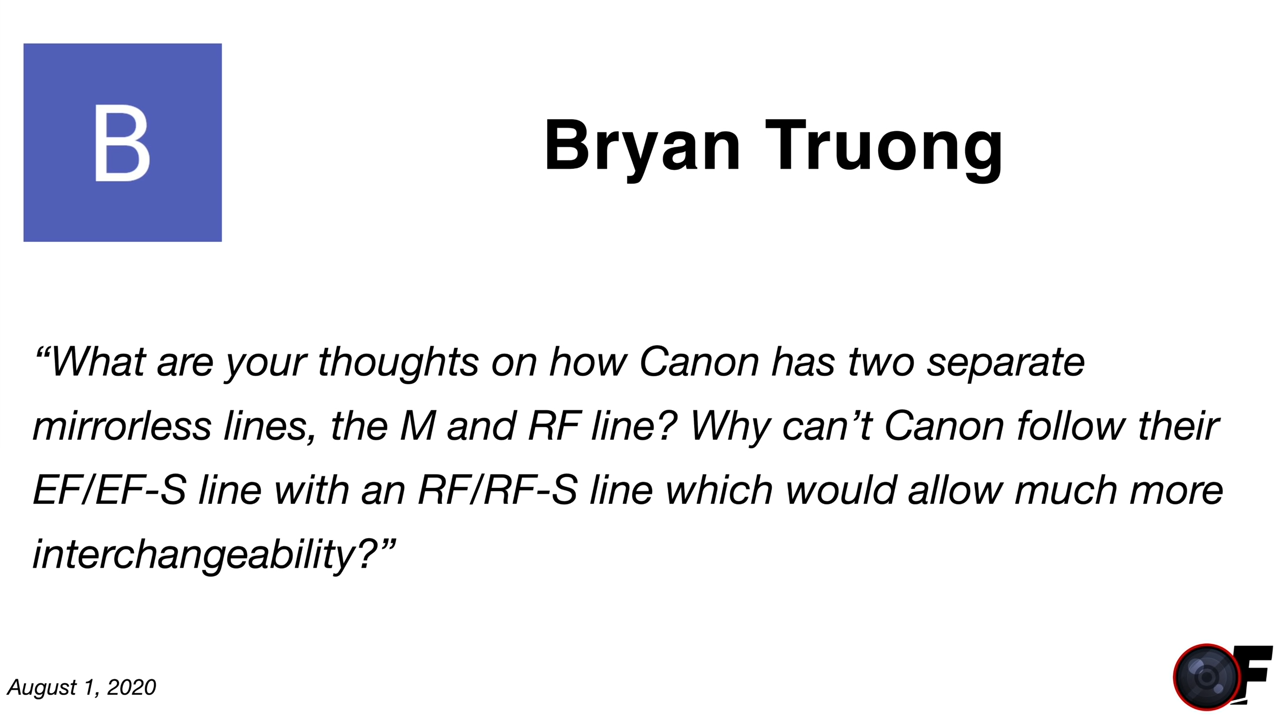 B
Bryan Truong
“What are your thoughts on how Canon has two separate
mirrorless lines, the M and RF line? Why can’t Canon follow their
EF/EF-S line with an RF/RF-S line which would allow much more
interchangeability?”
August 1, 2020
F